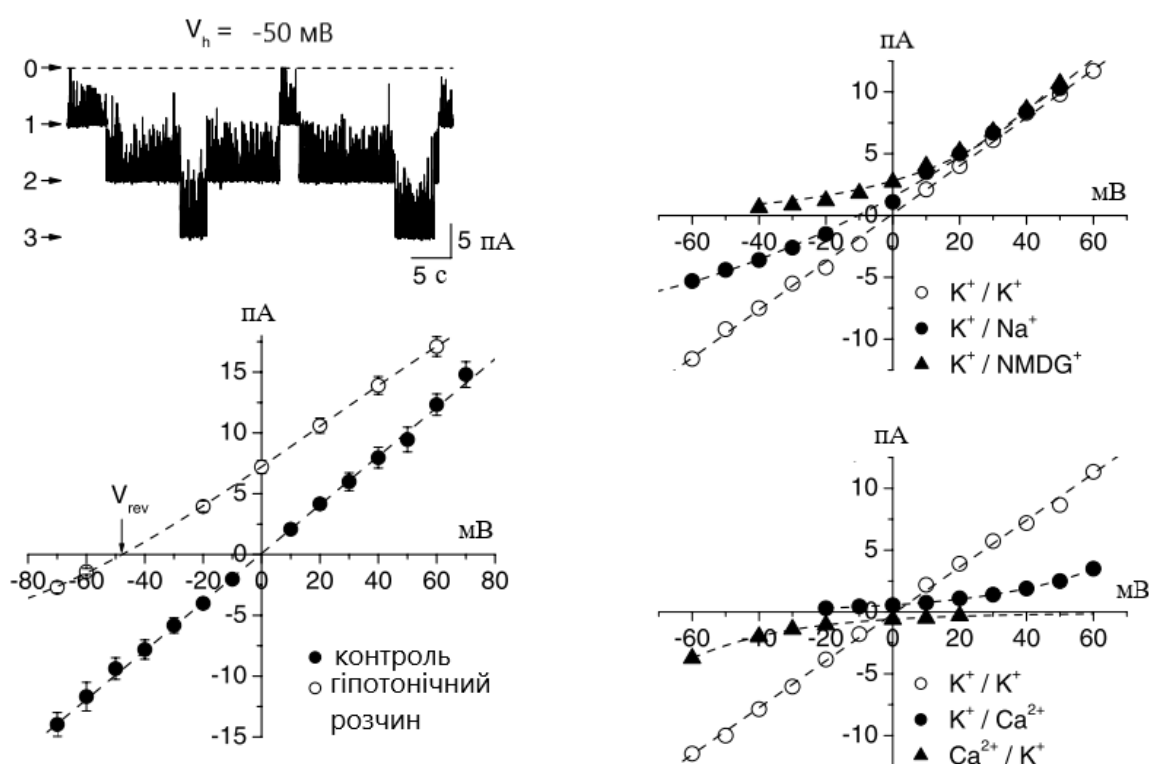 V_h = -50 мВ
0
1
2
3
5 пА
5 с
пА
15
10
5
0
-5
-10
-15
V_rev
мВ
-80 -60 -40 -20 0 20 40 60 80
контроль
гіпотонічний
розчин
пА
10
5
-5
-10
мВ
-60 -40 -20 0 20 40 60
K⁺ / K⁺
K⁺ / Na⁺
K⁺ / NMDG⁺
пА
10
5
0
-5
-10
мВ
-60 -40 -20 0 20 40 60
K⁺ / K⁺
K⁺ / Ca²⁺
Ca²⁺ / K⁺